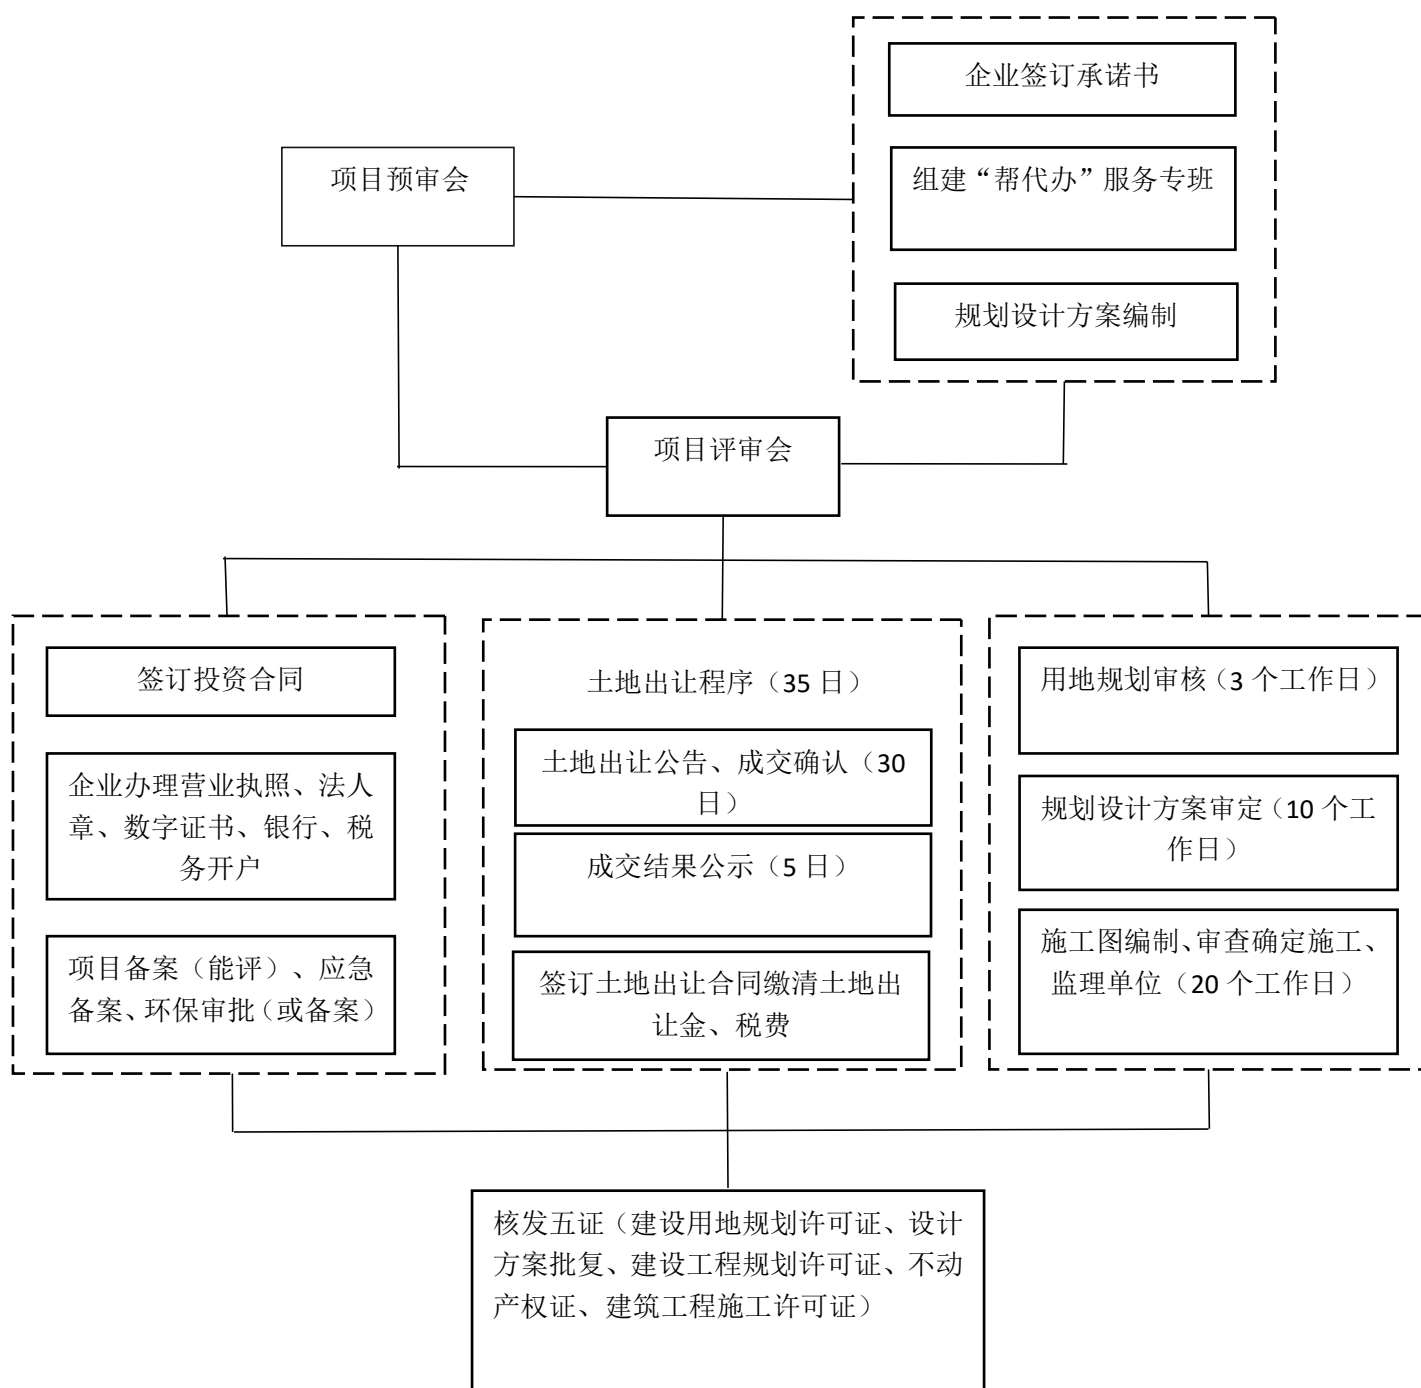 企业签订承诺书
项目预审会
组建“帮代办”服务专班
规划设计方案编制
项目评审会
签订投资合同
企业办理营业执照、法人
章、数字证书、银行、税
务开户
项目备案（能评）、应急
备案、环保审批（或备案）
土地出让程序（35 日）
土地出让公告、成交确认（30
日）
成交结果公示（5 日）
签订土地出让合同缴清土地出
让金、税费
用地规划审核（3 个工作日）
规划设计方案审定（10 个工
作日）
施工图编制、审查确定施工、
监理单位（20 个工作日）
核发五证（建设用地规划许可证、设计
方案批复、建设工程规划许可证、不动
产权证、建筑工程施工许可证）